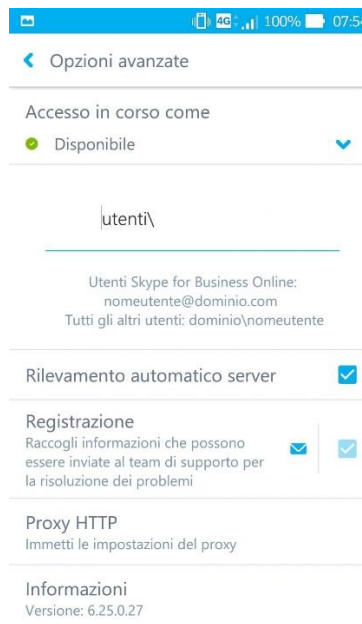 4G 100% 07:54
Opzioni avanzate
Accesso in corso come
Disponibile
utenti\
Utenti Skype for Business Online:
nomeutente@dominio.com
Tutti gli altri utenti: dominio\nomeutente
Rilevamento automatico server
Registrazione
Raccogli informazioni che possono
essere inviate al team di supporto per
la risoluzione dei problemi
Proxy HTTP
Immetti le impostazioni del proxy
Informazioni
Versione: 6.25.0.27